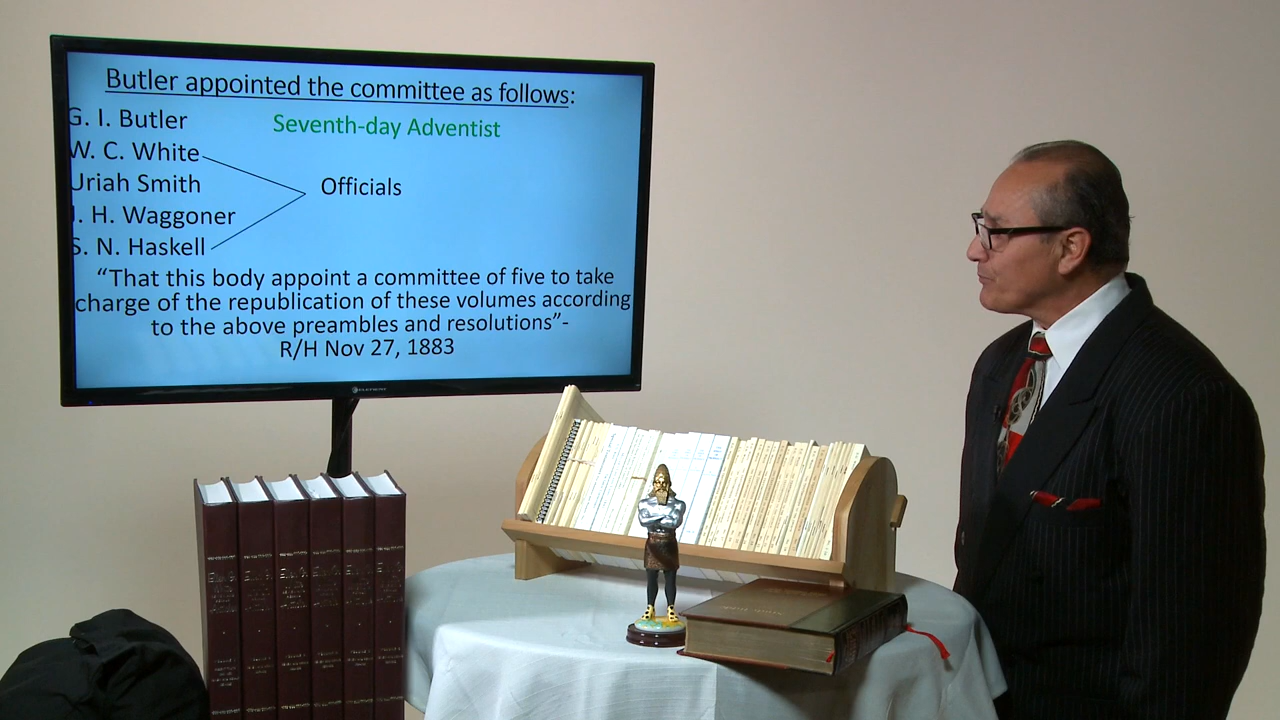 Butler appointed the committee as follows:
G. I. Butler
Seventh-day Adventist
W. C. White
Uriah Smith
Officials
J. H. Waggoner
S. N. Haskell
“That this body appoint a committee of five to take
charge of the republication of these volumes according
to the above preambles and resolutions”-
R/H Nov 27, 1883